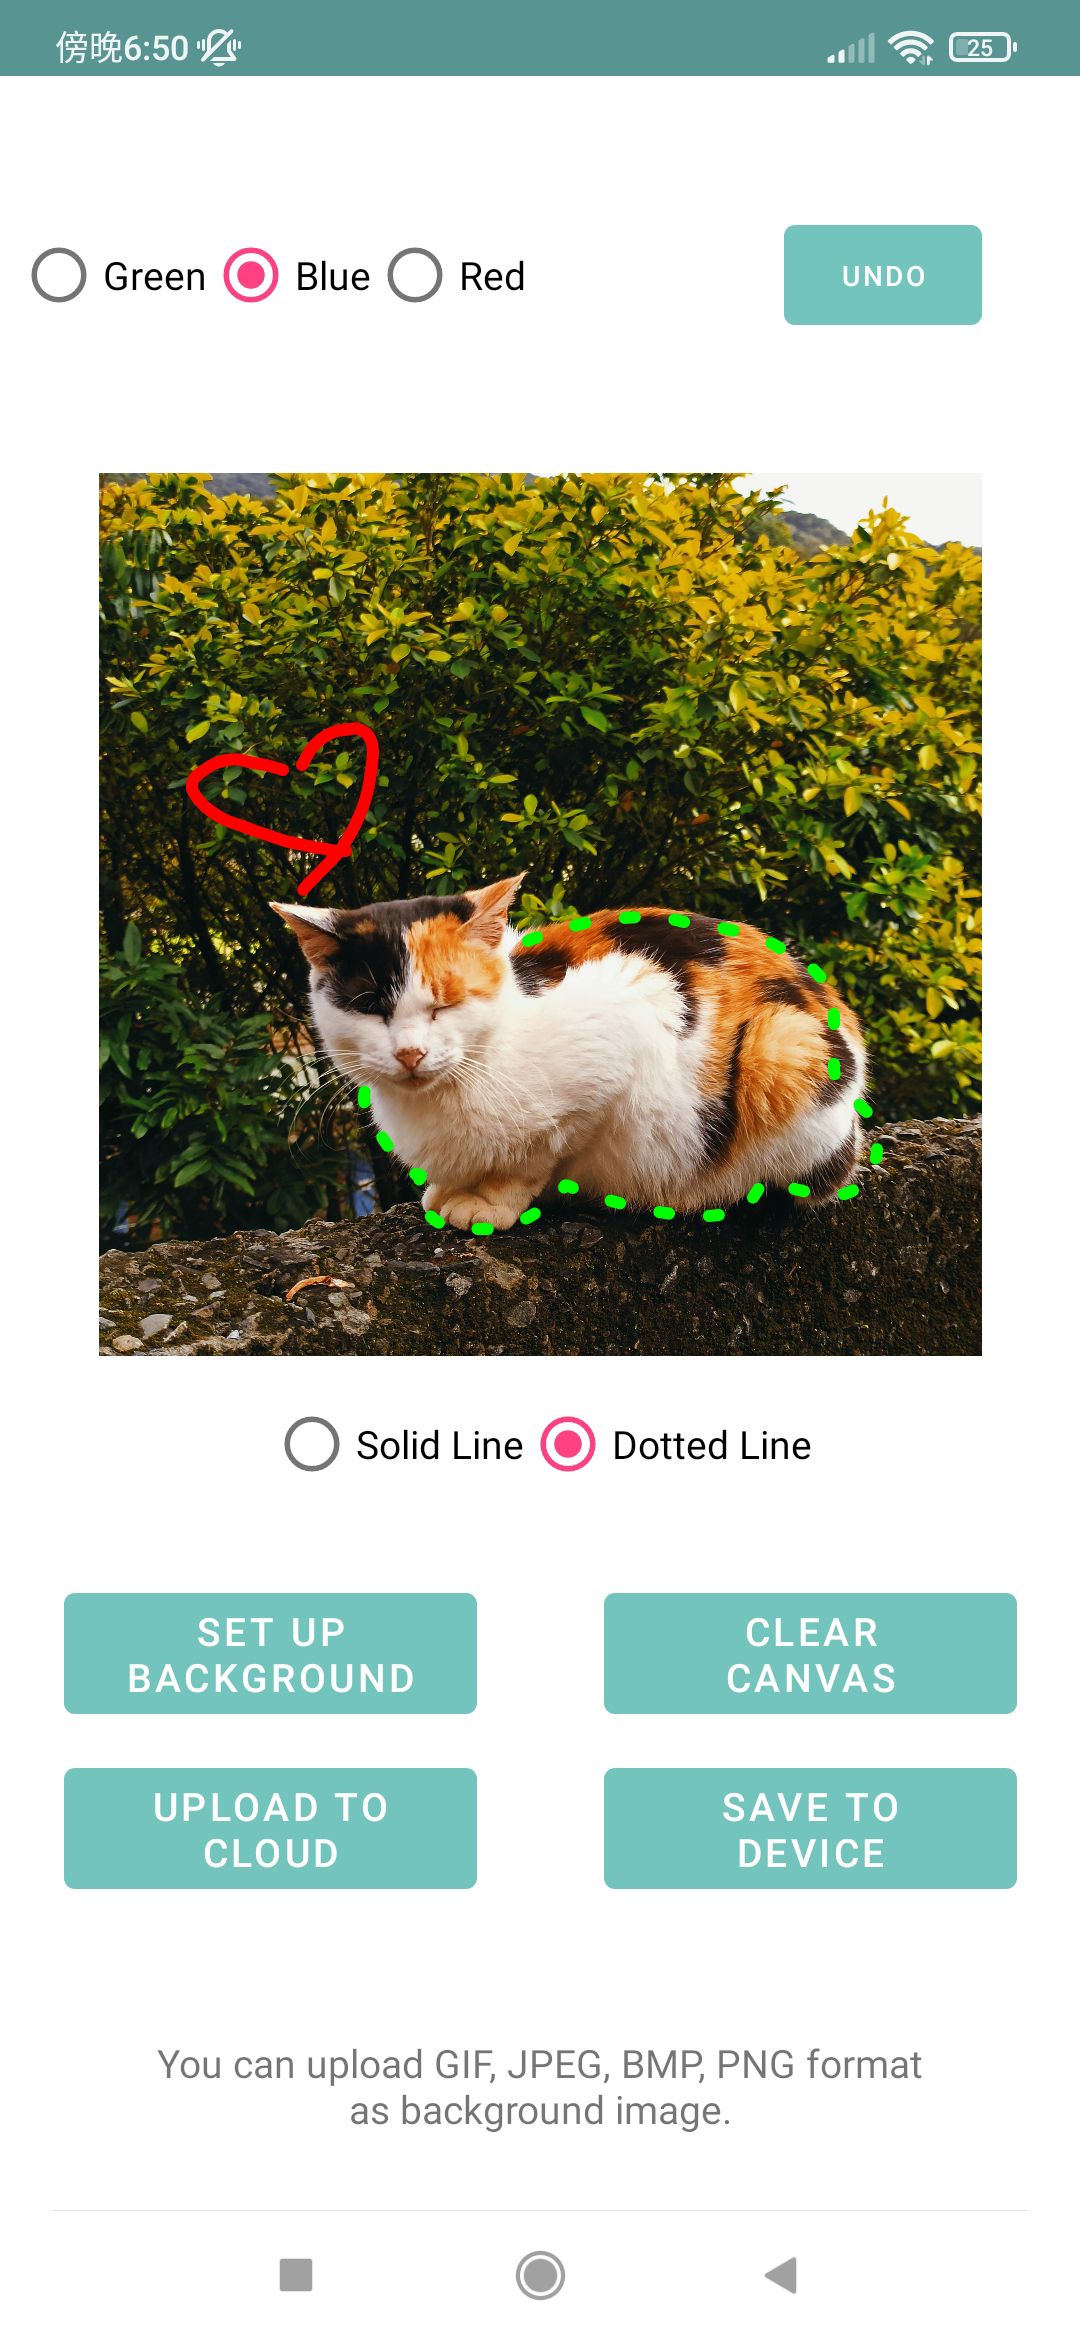 傍晚6:50
25
Green Blue Red
UNDO
Solid Line Dotted Line
SET UP
BACKGROUND
CLEAR
CANVAS
UPLOAD TO
CLOUD
SAVE TO
DEVICE
You can upload GIF, JPEG, BMP, PNG format
as background image.